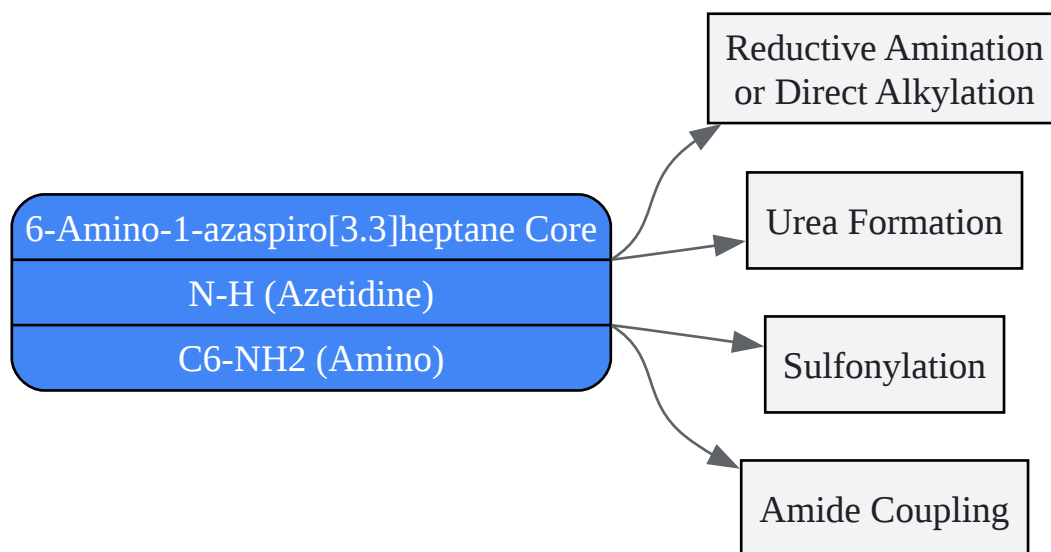 Reductive Amination
or Direct Alkylation
6-Amino-1-azaspiro[3.3]heptane Core
Urea Formation
N-H (Azetidine)
C6-NH2 (Amino)
Sulfonylation
Amide Coupling